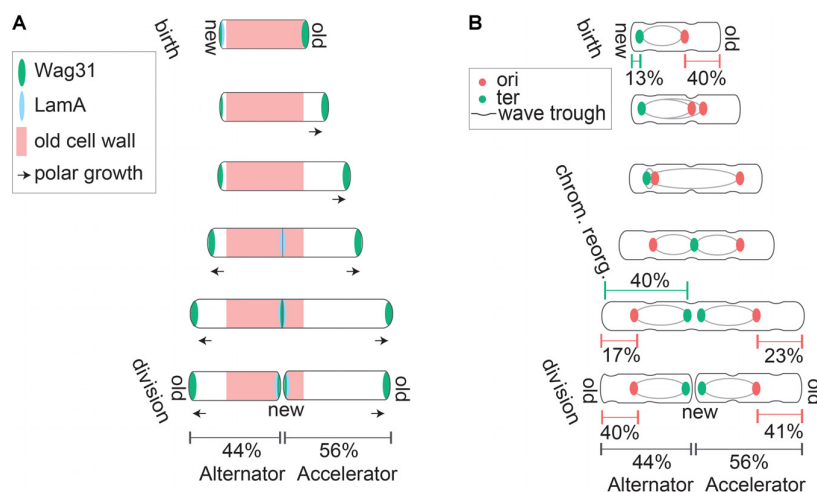 A
Wag31
LamA
old cell wall
polar growth
birth
new
old
division
old
new
old
44%
56%
Alternator
Accelerator
B
ori
ter
wave trough
birth
new
old
13%
40%
chrom. reorg.
40%
17%
23%
division
old
new
old
40%
41%
44%
56%
Alternator
Accelerator